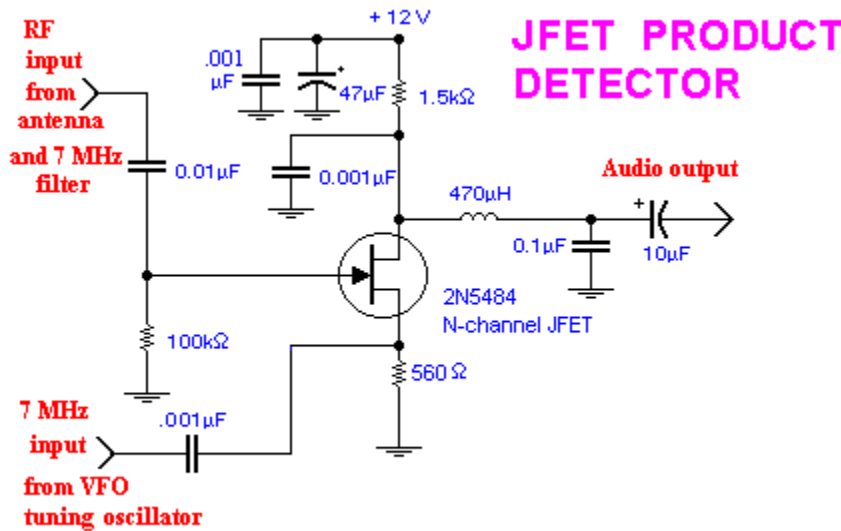 RF
input
from
antenna
and 7 MHz
filter
+ 12 V
JFET PRODUCT
DETECTOR
.001
µF
+
47µF
1.5kΩ
0.01µF
0.001µF
470µH
Audio output
+
0.1µF
10µF
2N5484
N-channel JFET
100kΩ
560 Ω
.001µF
7 MHz
input
from VFO
tuning oscillator